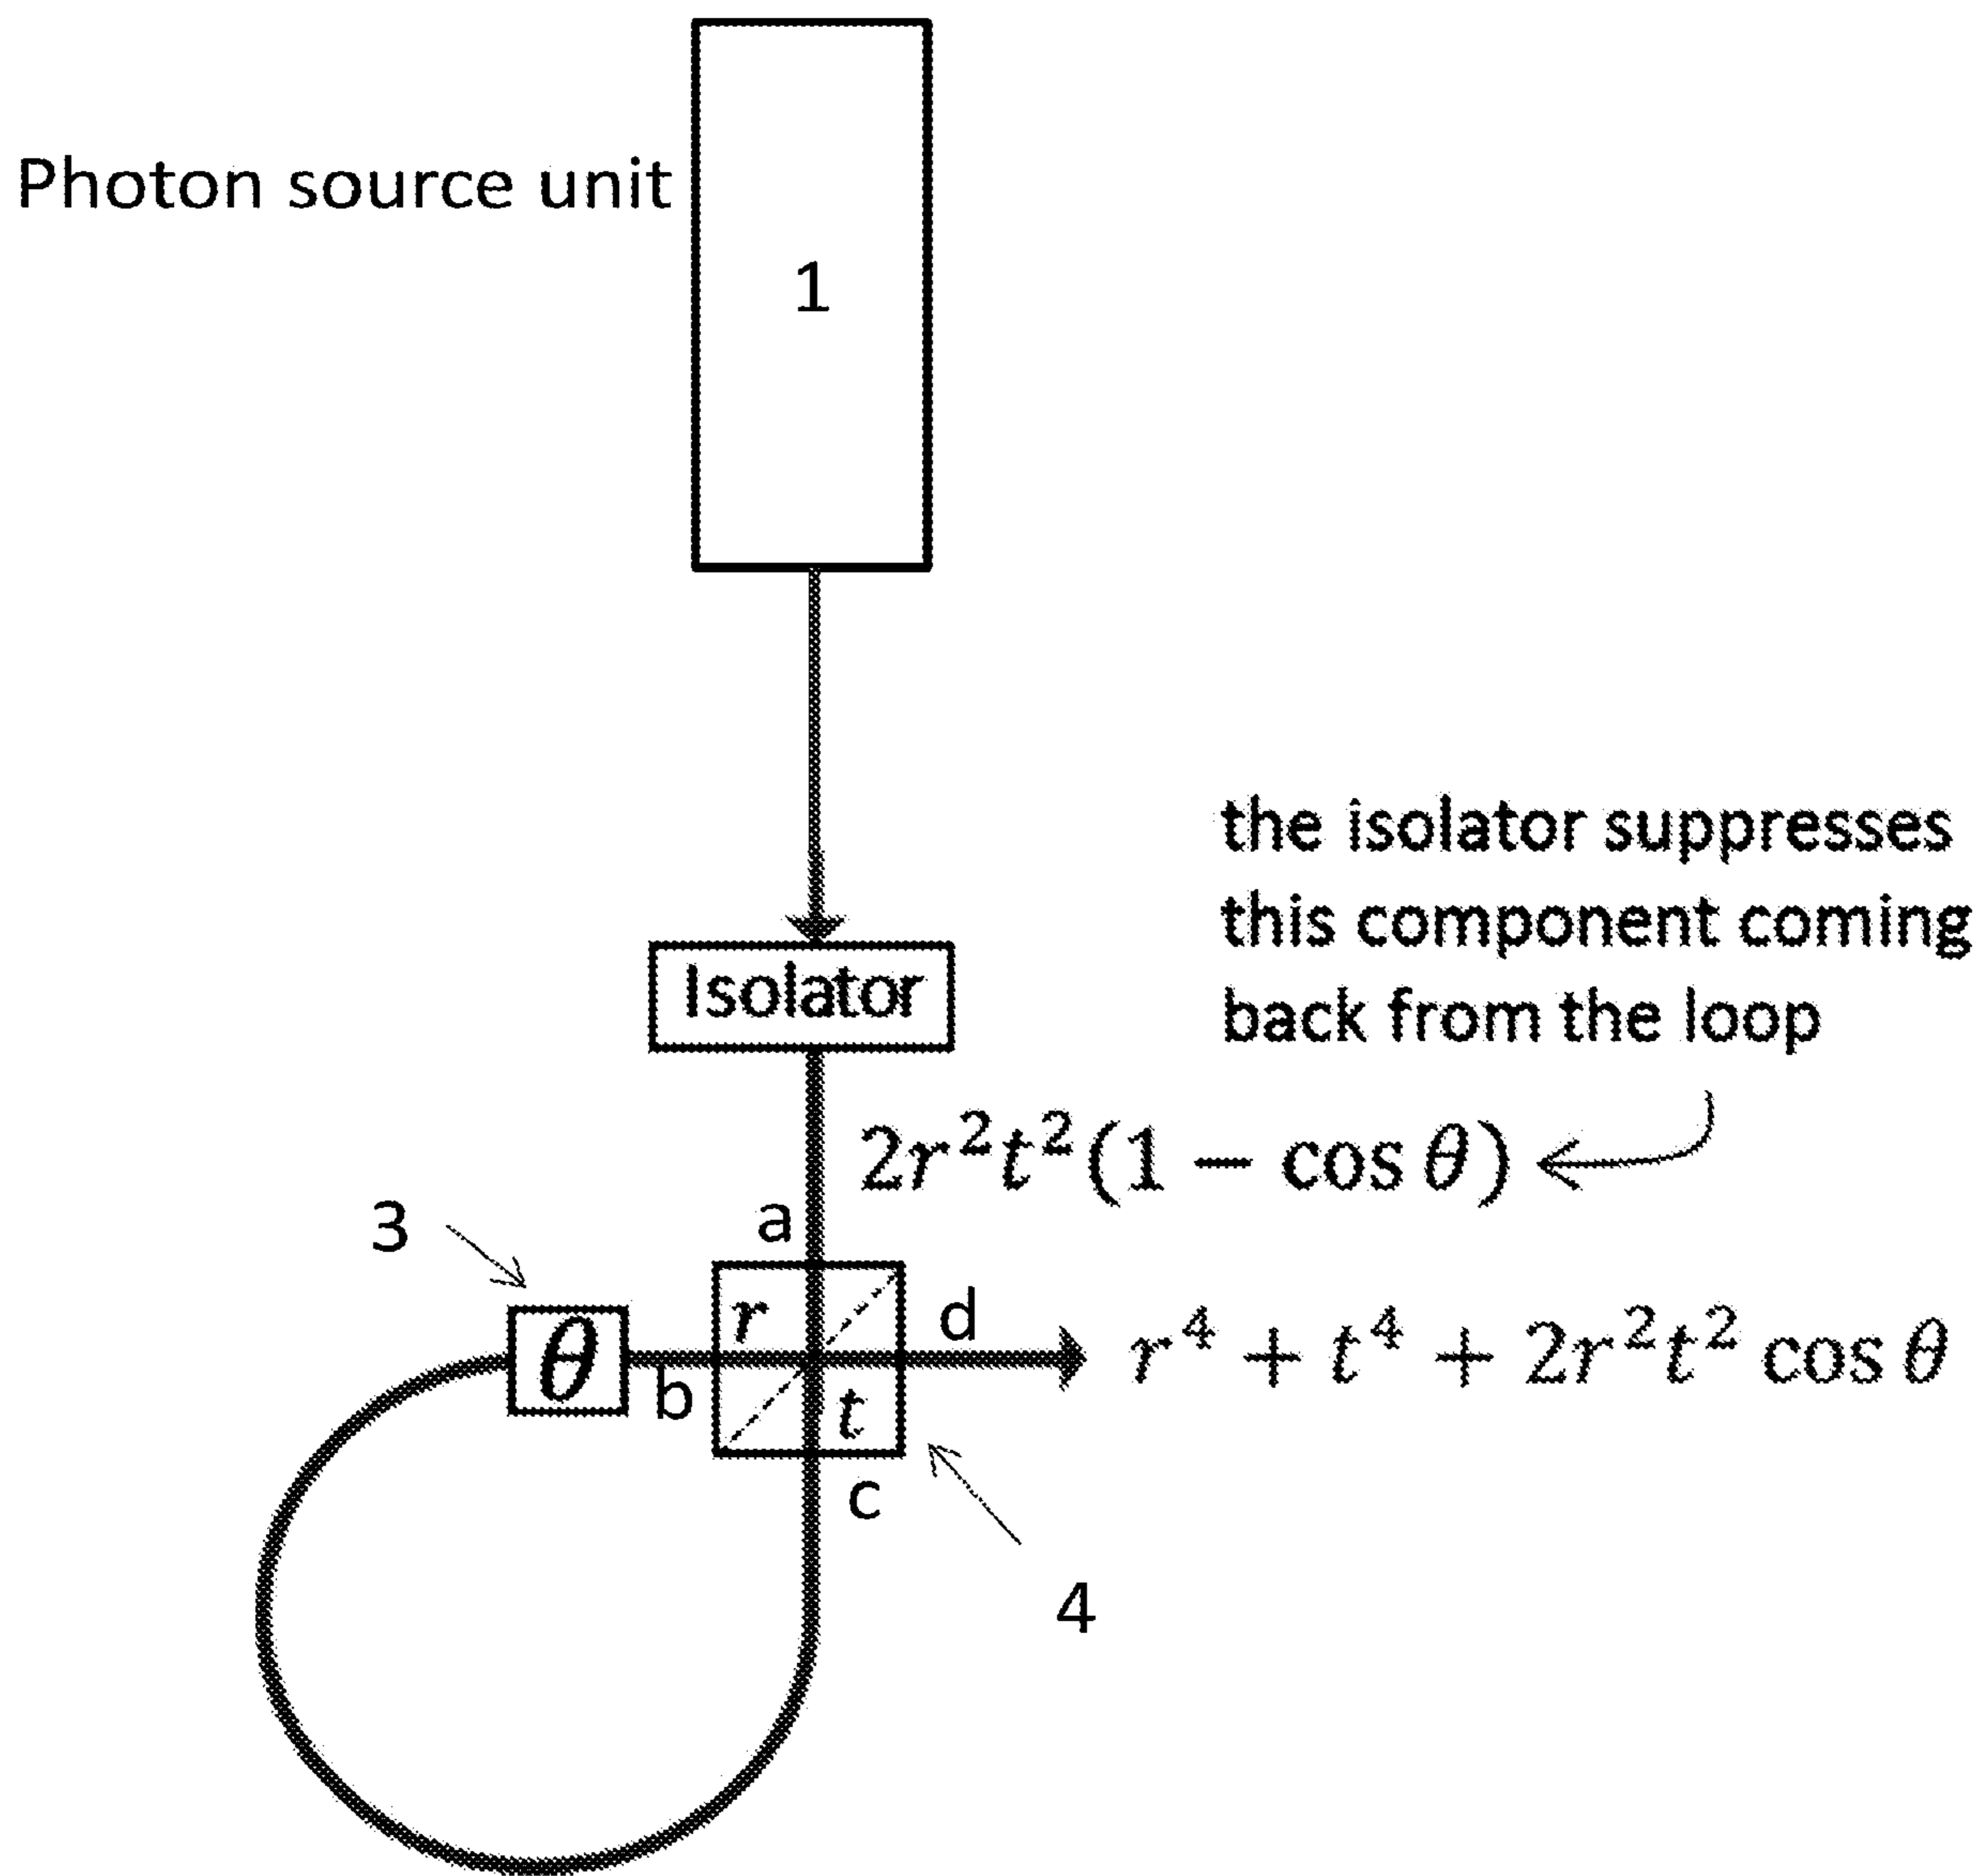 Photon source unit
1
Isolator
the isolator suppresses
this component coming
back from the loop
2r²t²(1 − cos θ)
a
3
r
d
θ
b
t
r⁴ + t⁴ + 2r²t² cos θ
c
4